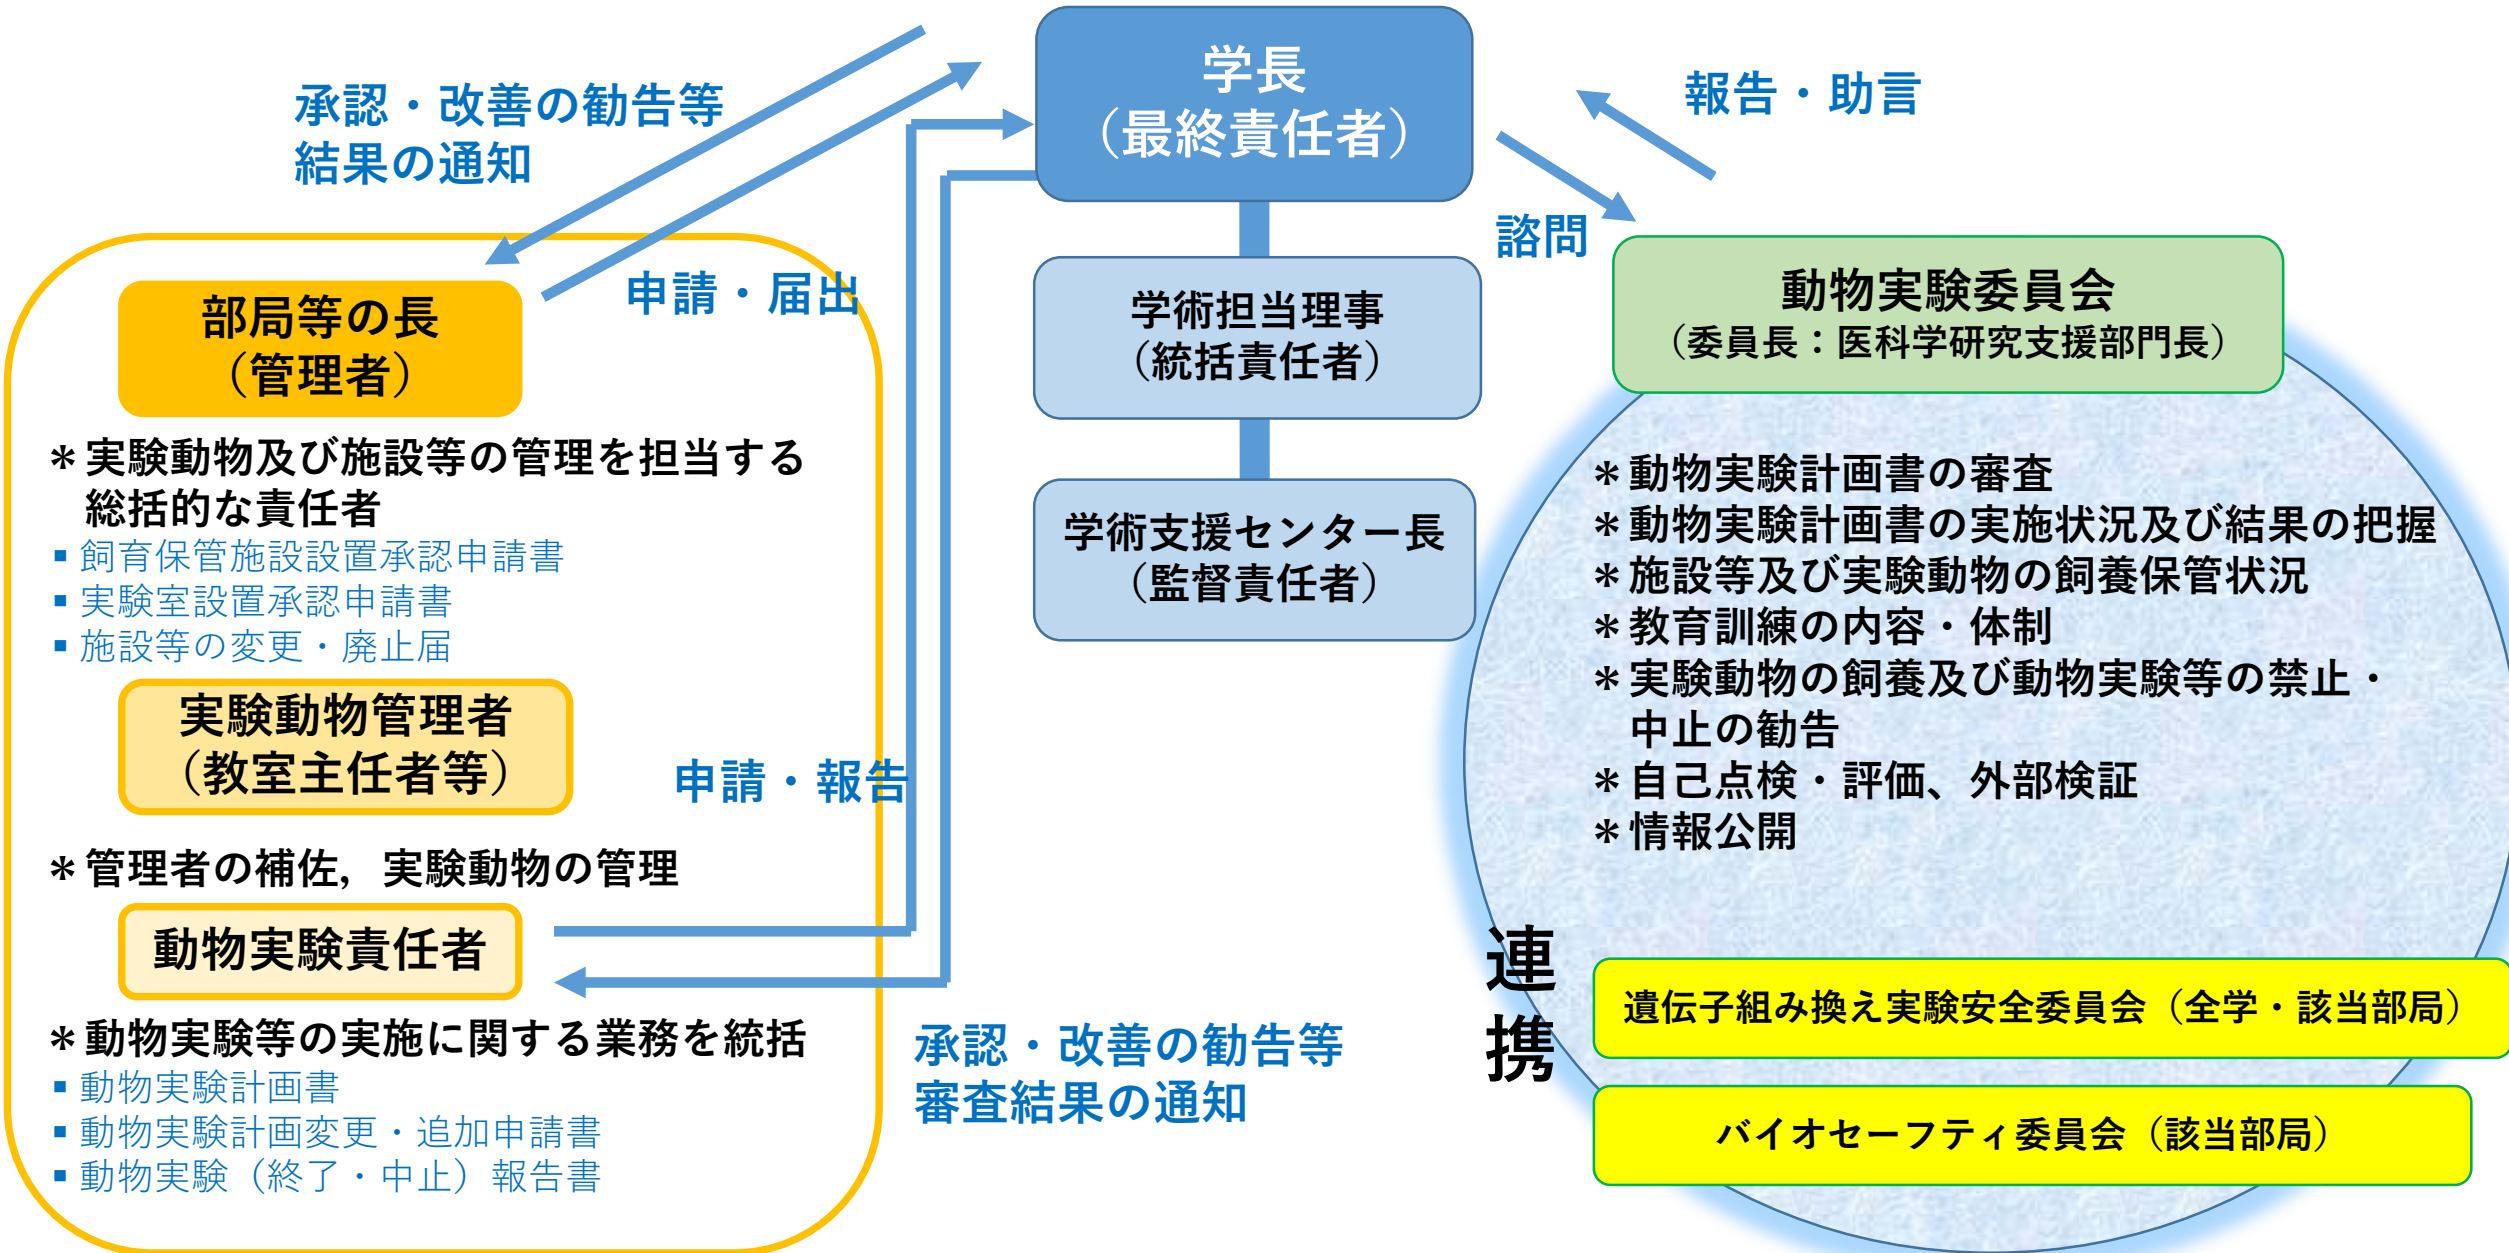 学長
（最終責任者）
承認・改善の勧告等
結果の通知
申請・届出
報告・助言
諮問
部局等の長
（管理者）
＊実験動物及び施設等の管理を担当する
総括的な責任者
▪飼育保管施設設置承認申請書
▪実験室設置承認申請書
▪施設等の変更・廃止届
実験動物管理者
（教室主任者等）
＊管理者の補佐，実験動物の管理
動物実験責任者
＊動物実験等の実施に関する業務を統括
▪動物実験計画書
▪動物実験計画変更・追加申請書
▪動物実験（終了・中止）報告書
申請・報告
承認・改善の勧告等
審査結果の通知
学術担当理事
（統括責任者）
学術支援センター長
（監督責任者）
動物実験委員会
（委員長：医科学研究支援部門長）
＊動物実験計画書の審査
＊動物実験計画書の実施状況及び結果の把握
＊施設等及び実験動物の飼養保管状況
＊教育訓練の内容・体制
＊実験動物の飼養及び動物実験等の禁止・
中止の勧告
＊自己点検・評価、外部検証
＊情報公開
連
携
遺伝子組み換え実験安全委員会（全学・該当部局）
バイオセーフティ委員会（該当部局）